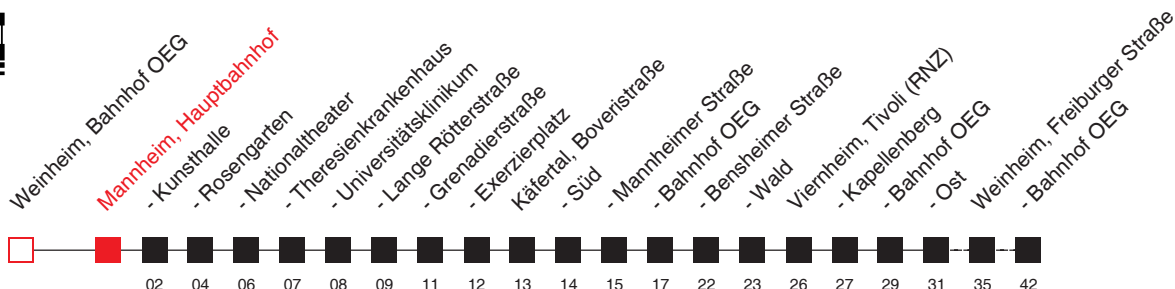 Weinheim, Bahnhof OEG
Mannheim, Hauptbahnhof
- Kunsthalle
- Rosengarten
- Nationaltheater
- Theresienkrankenhaus
- Universitätsklinikum
- Lange Rötterstraße
- Grenadierstraße
- Exerzierplatz
Käfertal, Boveristraße
- Süd
- Mannheimer Straße
- Bahnhof OEG
- Bensheimer Straße
- Wald
Viernheim, Tivoli (RNZ)
- Kapellenberg
- Bahnhof OEG
- Ost
Weinheim, Freiburger Straße
- Bahnhof OEG
02 04 06 07 08 09 11 12 13 14 15 17 22 23 26 27 29 31 35 42